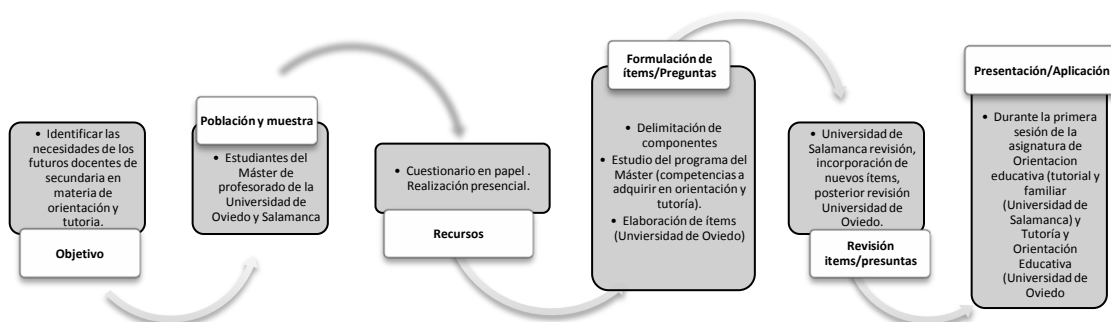 • Identificar las
necesidades de los
futuros docentes de
secundaria en
materia de
orientación y
tutoria.
Objetivo
Población y muestra
• Estudiantes del
Máster de
profesorado de la
Universidad de
Oviedo y Salamanca
• Cuestionario en papel .
Realización presencial.
Recursos
Formulación de
ítems/Preguntas
• Delimitación de
componentes
• Estudio del programa del
Máster (competencias a
adquirir en orientación y
tutoría).
• Elaboración de ítems
(Unviersidad de Oviedo)
• Universidad de
Salamanca revisión,
incorporación de
nuevos ítems,
posterior revisión
Universidad de
Oviedo.
Revisión
items/presuntas
Presentación/Aplicación
• Durante la primera
sesión de la
asignatura de
Orientacion
educativa (tutorial y
familiar
(Universidad de
Salamanca) y
Tutoría y
Orientación
Educativa
(Universidad de
Oviedo